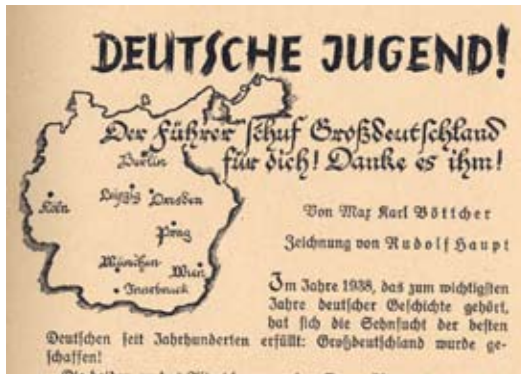 DEUTSCHE JUGEND!
Der Führer schuf Großdeutschland
für dich! Danke es ihm!
Berlin
Leipzig Dresden
Köln
Prag
München Wien
Innsbruck
Von Max Karl Böttcher
Zeichnung von Rudolf Haupt
Im Jahre 1938, das zum wichtigsten
Jahre deutscher Geschichte gehört,
hat sich die Sehnsucht der besten
Deutschen seit Jahrhunderten erfüllt: Großdeutschland wurde ge-
schaffen!